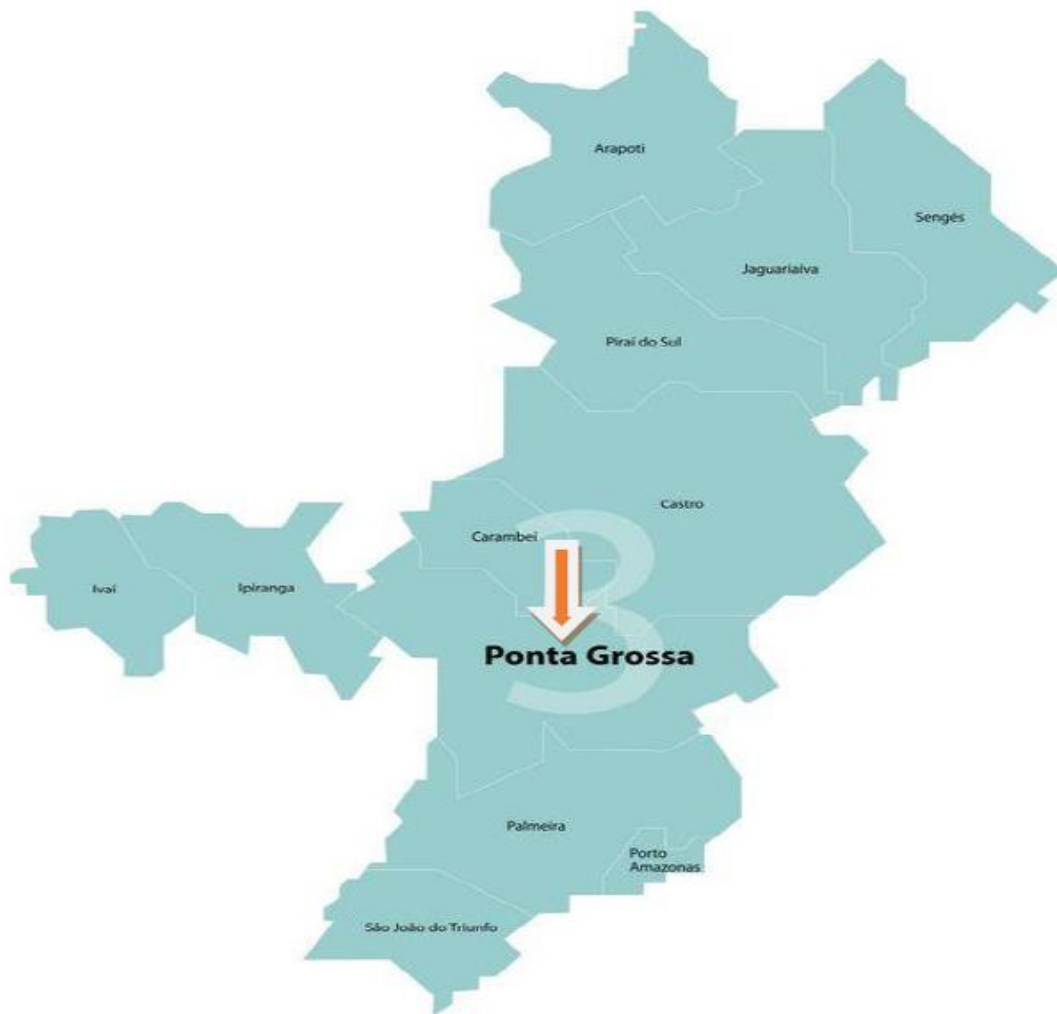 Arapoti
Sengés
Jaguariaíva
Piraí do Sul
Castro
Carambeí
3
Ivaí
Ipiranga
Ponta Grossa
Palmeira
Porto
Amazonas
São João do Triunfo